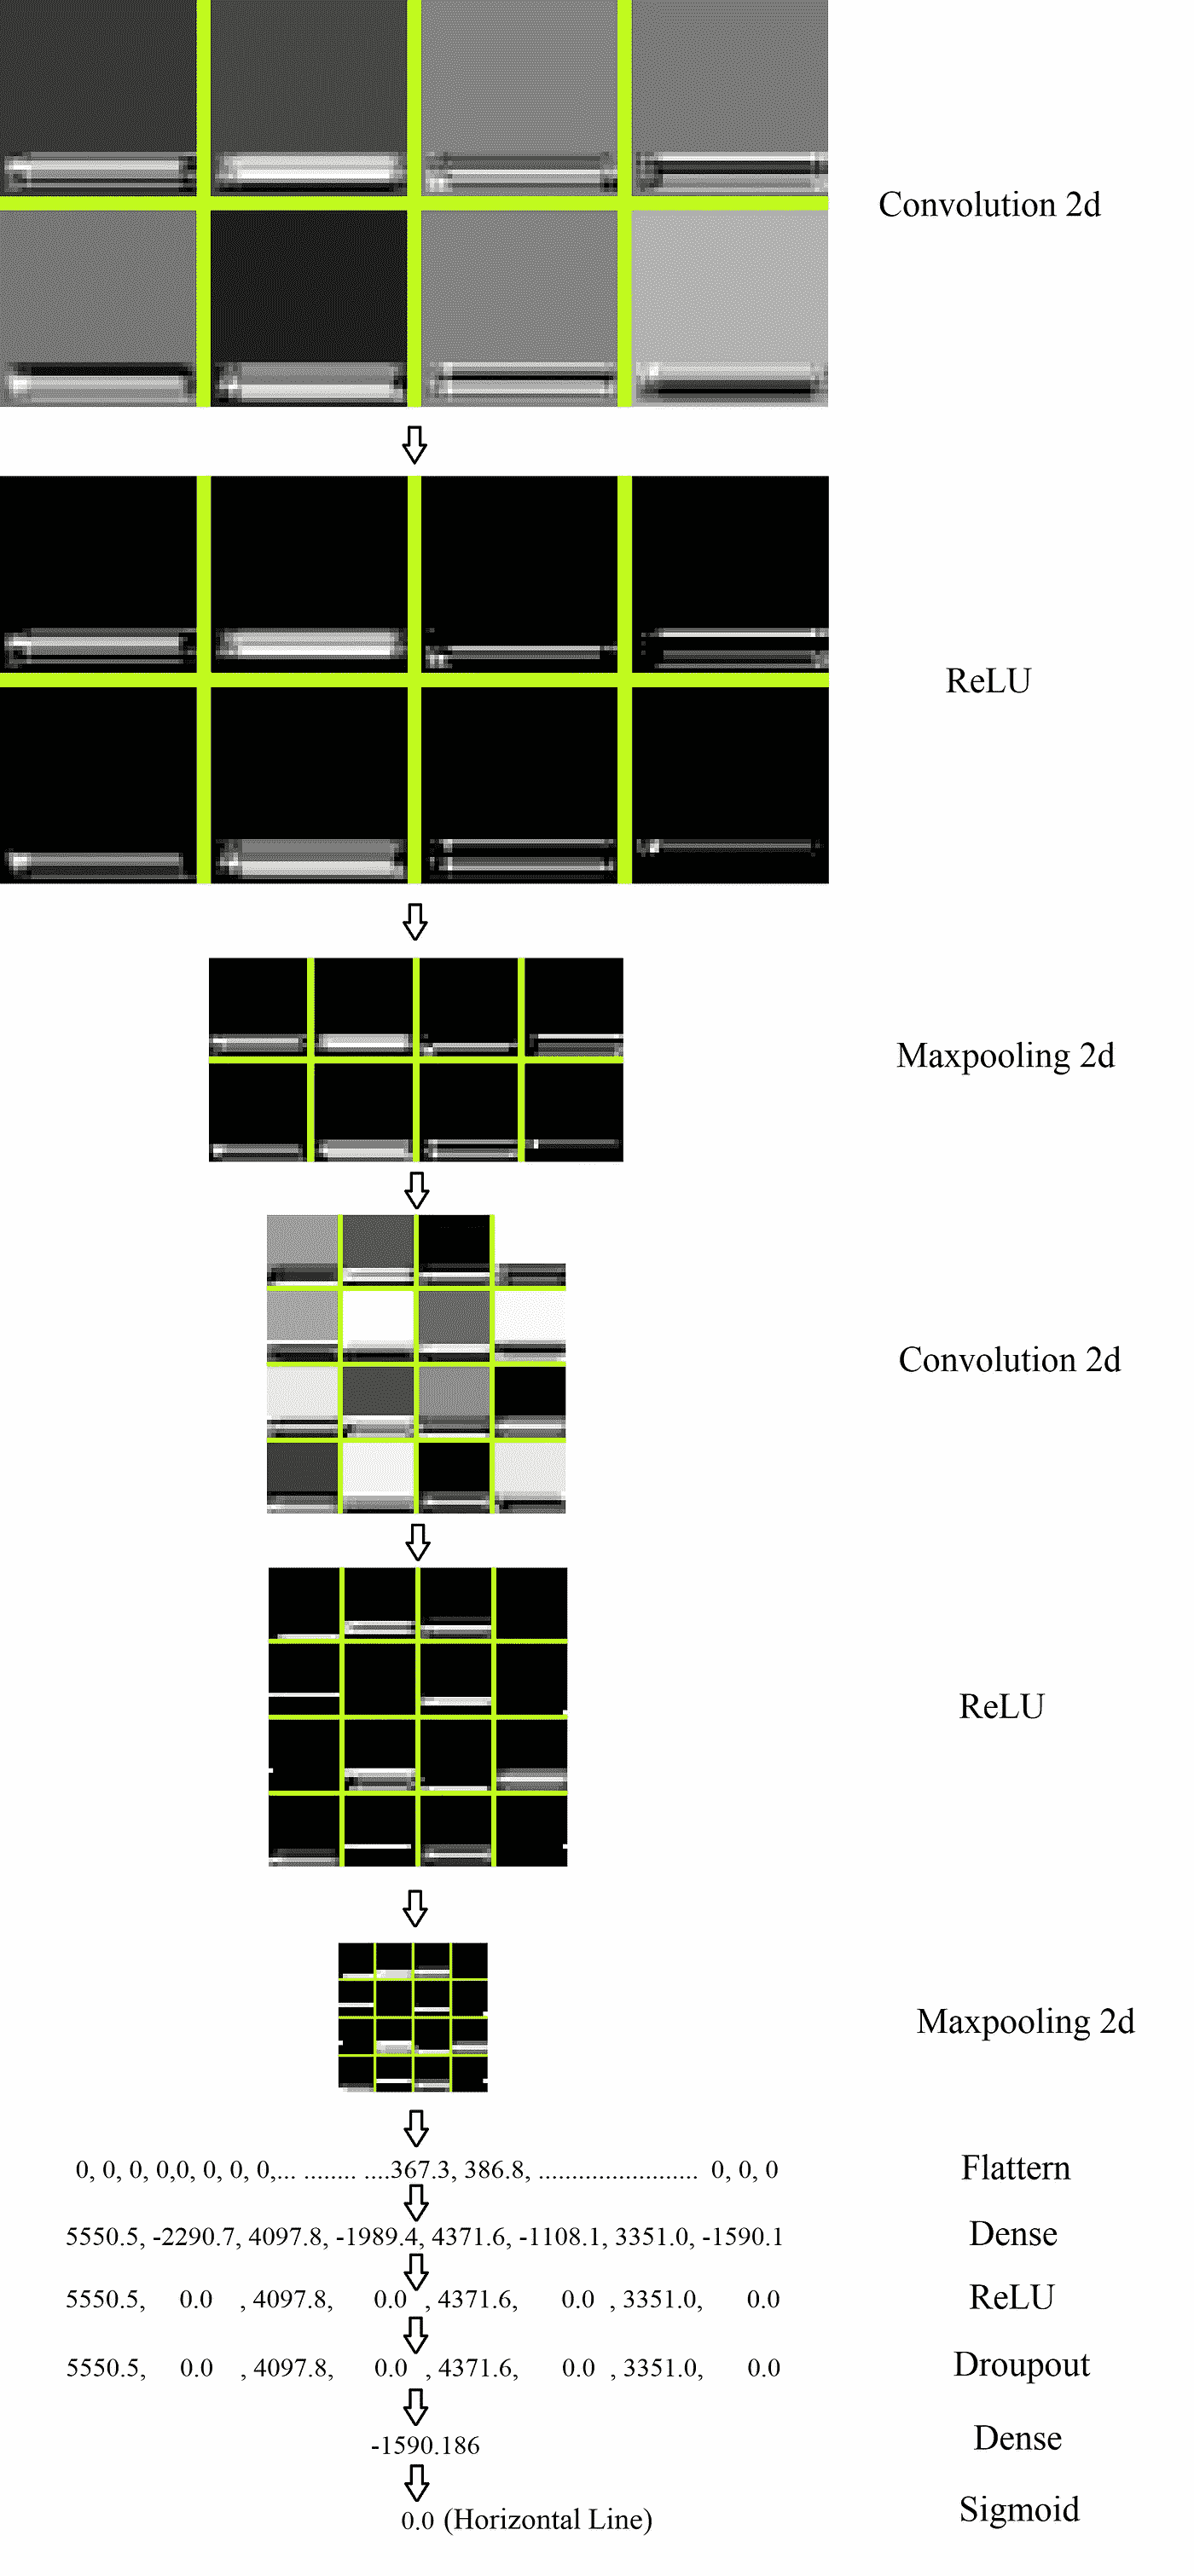 Convolution 2d
ReLU
Maxpooling 2d
Convolution 2d
ReLU
Maxpooling 2d
0, 0, 0, 0,0, 0, 0, 0,... ........ ....367.3, 386.8, ........................ 0, 0, 0 Flattern
5550.5, -2290.7, 4097.8, -1989.4, 4371.6, -1108.1, 3351.0, -1590.1 Dense
5550.5, 0.0 , 4097.8, 0.0 , 4371.6, 0.0 , 3351.0, 0.0 ReLU
5550.5, 0.0 , 4097.8, 0.0 , 4371.6, 0.0 , 3351.0, 0.0 Droupout
-1590.186 Dense
0.0 (Horizontal Line) Sigmoid